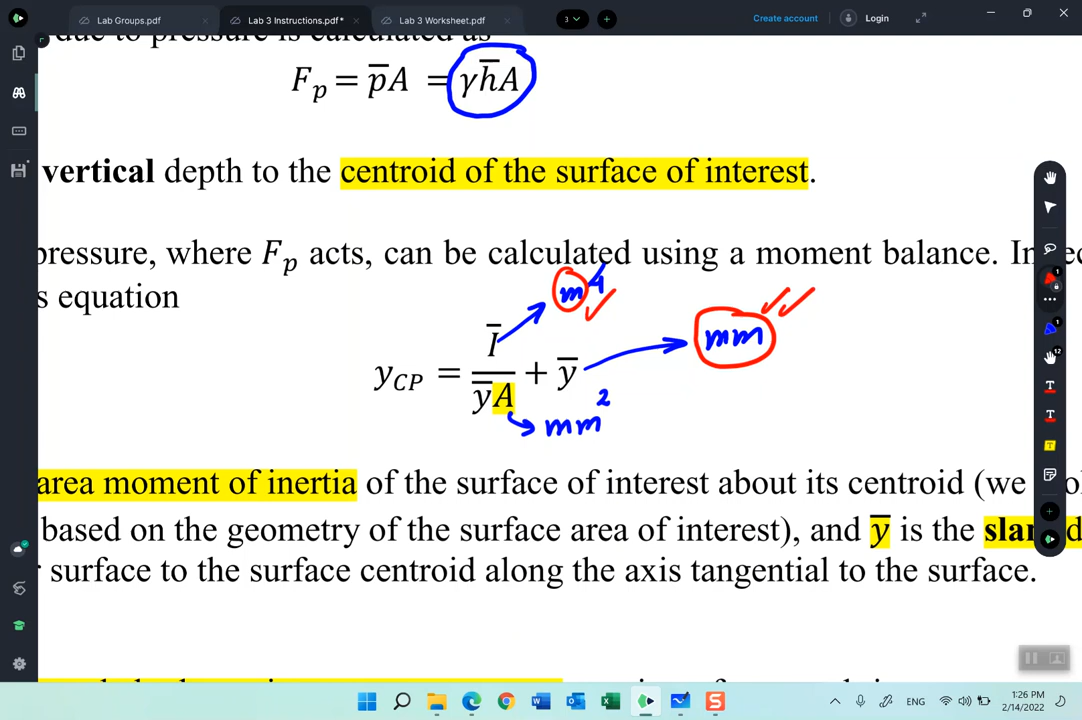 Lab Groups.pdf
Lab 3 Instructions.pdf*
Lab 3 Worksheet.pdf
3
Create account
Login
due to pressure is calculated as
F_p = p̅A = γh̅A
vertical depth to the centroid of the surface of interest.
pressure, where F_p acts, can be calculated using a moment balance. In
s equation
m⁴
mm
y_CP = I̅ / (y̅A) + y̅
mm²
area moment of inertia of the surface of interest about its centroid (we
based on the geometry of the surface area of interest), and y̅ is the slan
surface to the surface centroid along the axis tangential to the surface.
ENG
1:26 PM
2/14/2022